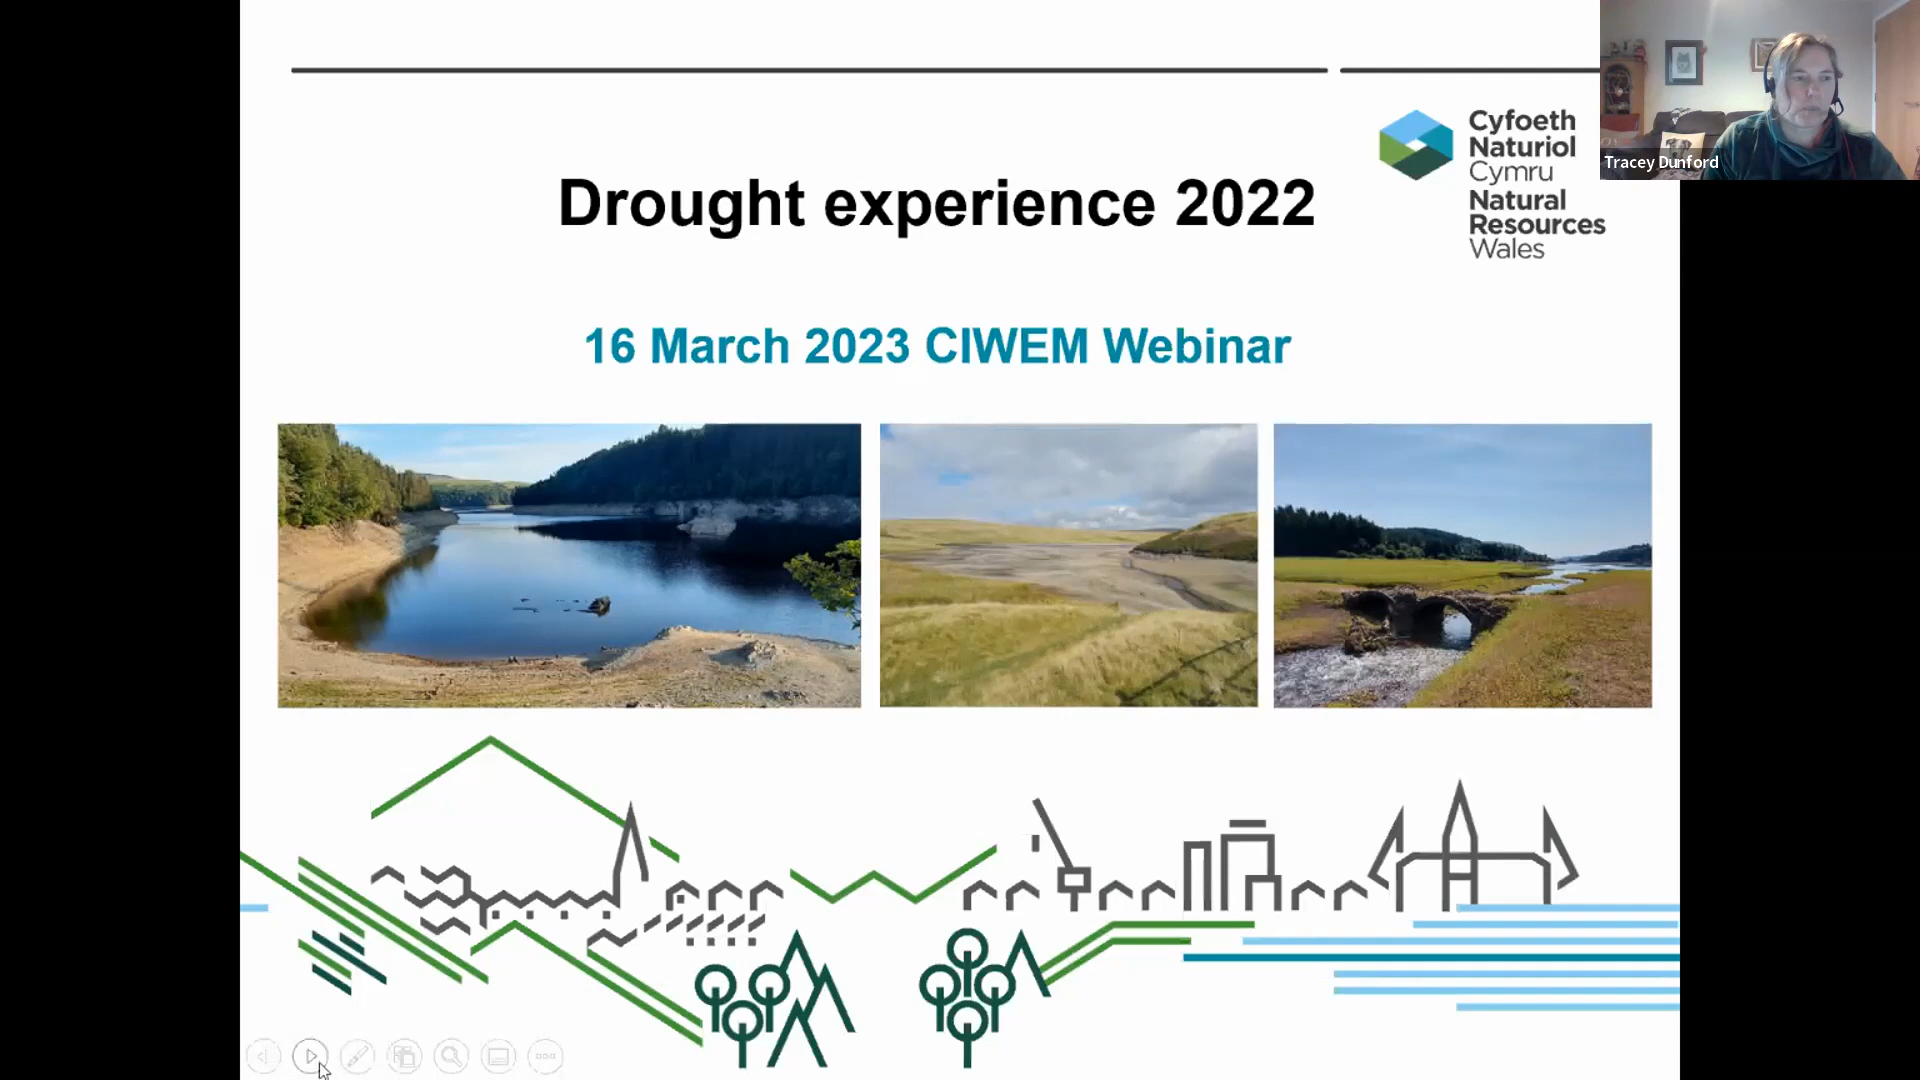 Cyfoeth
Naturiol
Cymru
Natural
Resources
Wales
Tracey Dunford
Drought experience 2022
16 March 2023 CIWEM Webinar